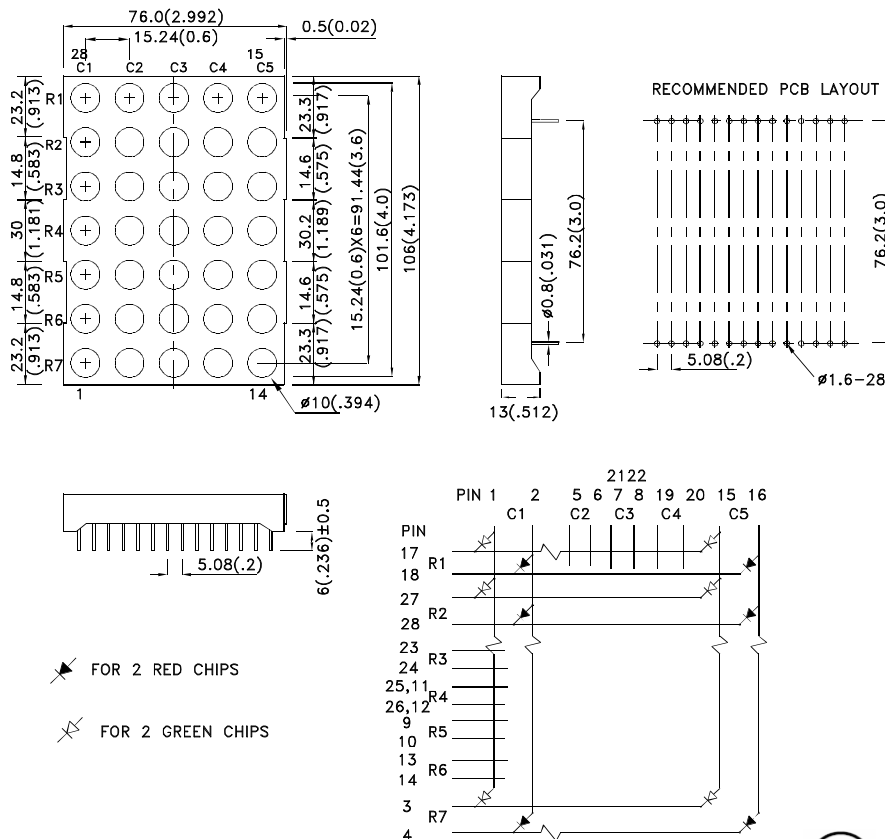 76.0(2.992)
15.24(0.6)
0.5(0.02)
28
15
C1 C2 C3 C4 C5
R1
R2
R3
R4
R5
R6
R7
23.2
(.913)
14.8
(.583)
30
(1.181)
14.8
(.583)
23.2
(.913)
23.3
(.917)
14.6
(.575)
30.2
(1.189)
14.6
(.575)
23.3
(.917)
15.24(0.6)X6=91.44(3.6)
101.6(4.0)
106(4.173)
1
14
ø10(.394)
ø0.8(.031)
76.2(3.0)
13(.512)
RECOMMENDED PCB LAYOUT
76.2(3.0)
5.08(.2)
ø1.6-28
5.08(.2)
6(.236)±0.5
FOR 2 RED CHIPS
FOR 2 GREEN CHIPS
2122
PIN 1 2 5 6 7 8 19 20 15 16
C1 C2 C3 C4 C5
PIN
17
R1
18
27
R2
28
23
R3
24
25,11
R4
26,12
9
R5
10
13
R6
14
3
R7
4